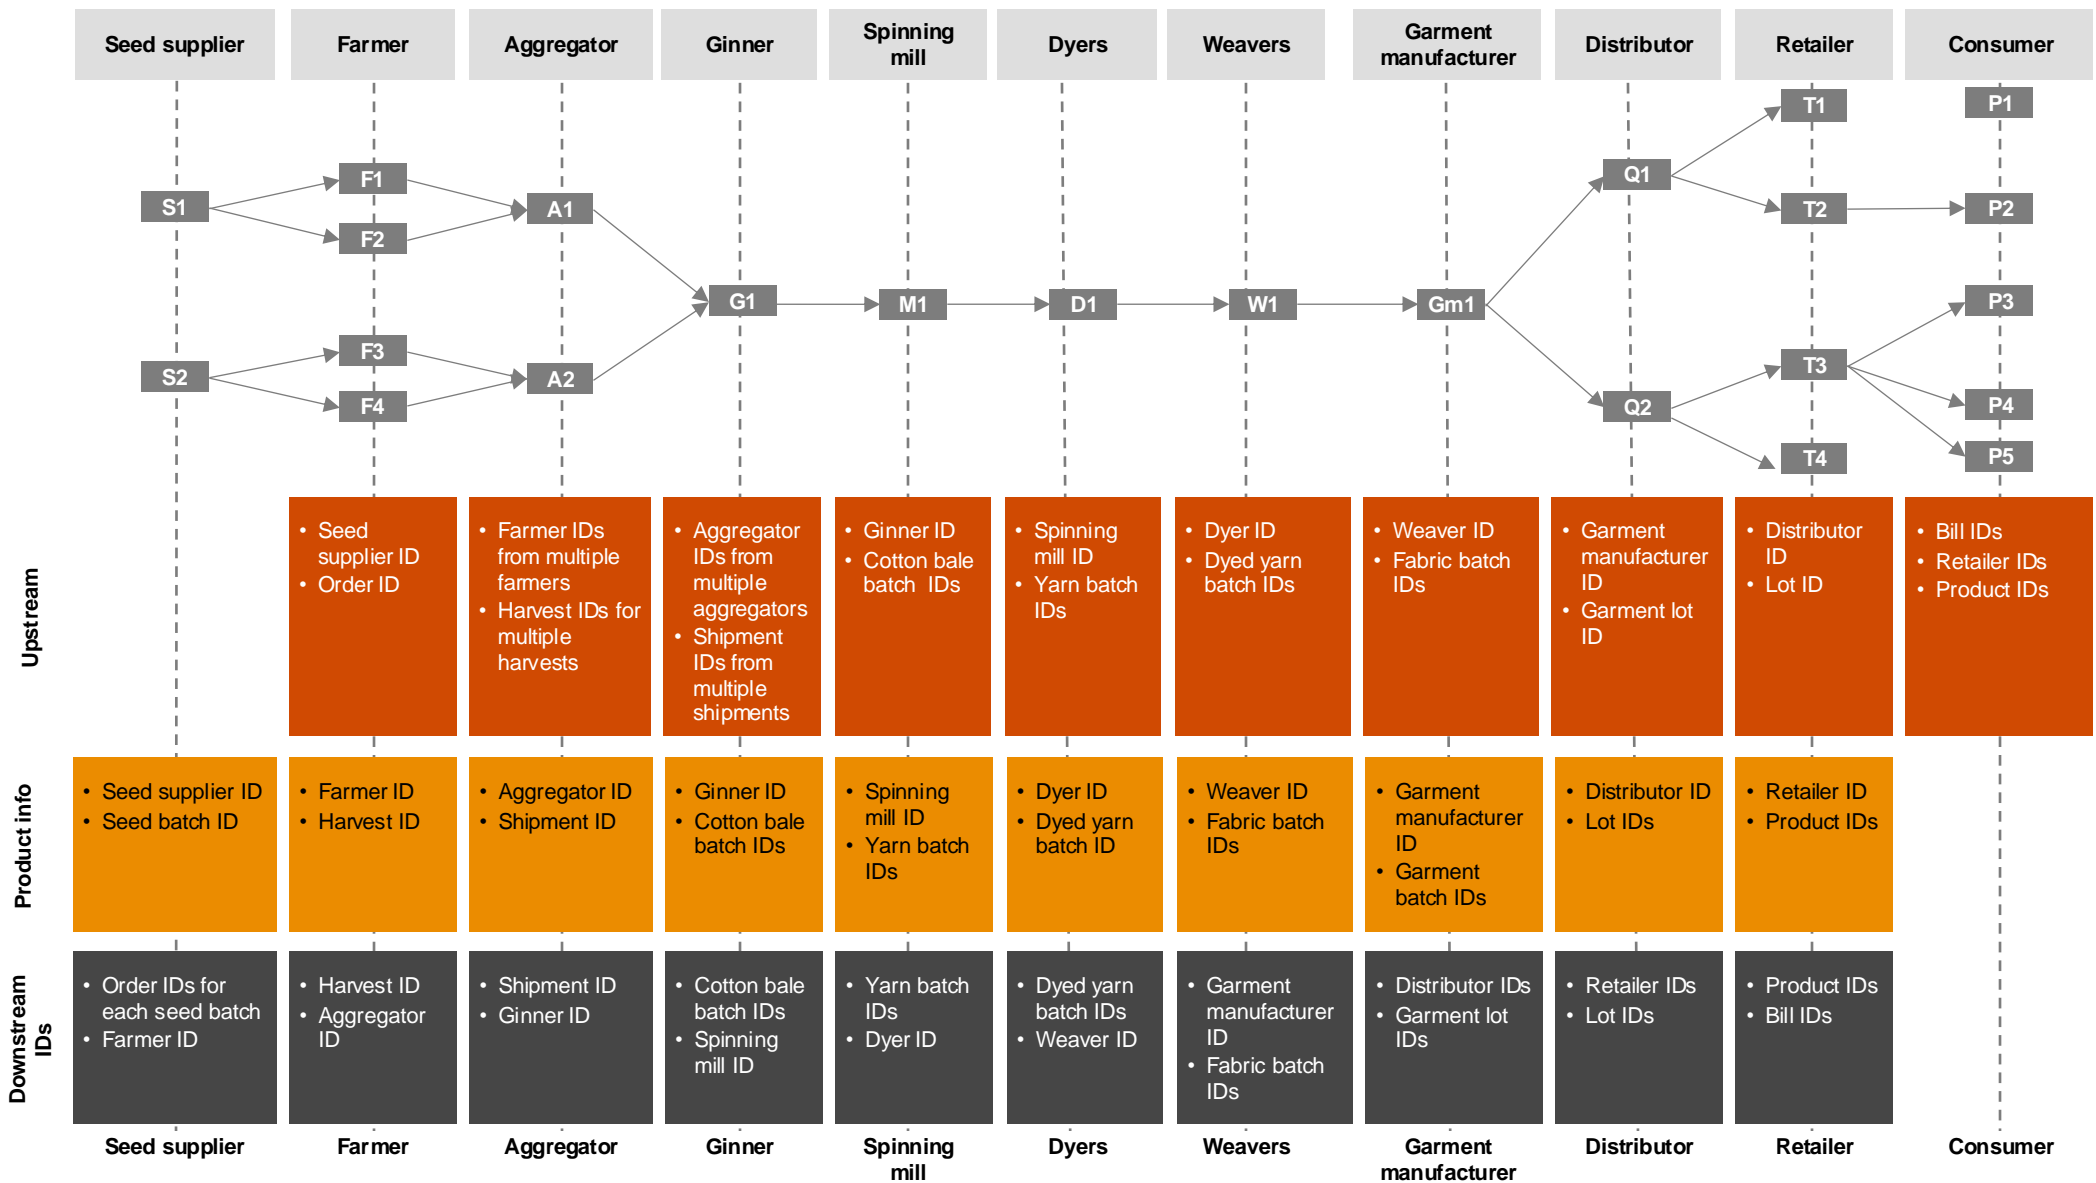 Seed supplier
Farmer
Aggregator
Ginner
Spinning
mill
Dyers
Weavers
Garment
manufacturer
Distributor
Retailer
Consumer
S1
S2
F1
F2
F3
F4
A1
A2
G1
M1
D1
W1
Gm1
Q1
Q2
T1
T2
T3
T4
P1
P2
P3
P4
P5
Upstream
• Seed
supplier ID
• Order ID
• Farmer IDs
from multiple
farmers
• Harvest IDs for
multiple
harvests
• Aggregator
IDs from
multiple
aggregators
• Shipment
IDs from
multiple
shipments
• Ginner ID
• Cotton bale
batch IDs
• Spinning
mill ID
• Yarn batch
IDs
• Dyer ID
• Dyed yarn
batch IDs
• Weaver ID
• Fabric batch
IDs
• Garment
manufacturer
ID
• Garment lot
ID
• Distributor
ID
• Lot ID
• Bill IDs
• Retailer IDs
• Product IDs
Product info
• Seed supplier ID
• Seed batch ID
• Farmer ID
• Harvest ID
• Aggregator ID
• Shipment ID
• Ginner ID
• Cotton bale
batch IDs
• Spinning
mill ID
• Yarn batch
IDs
• Dyer ID
• Dyed yarn
batch ID
• Weaver ID
• Fabric batch
IDs
• Garment
manufacturer
ID
• Garment
batch IDs
• Distributor ID
• Lot IDs
• Retailer ID
• Product IDs
Downstream
IDs
• Order IDs for
each seed batch
• Farmer ID
• Harvest ID
• Aggregator
ID
• Shipment ID
• Ginner ID
• Cotton bale
batch IDs
• Spinning
mill ID
• Yarn batch
IDs
• Dyer ID
• Dyed yarn
batch IDs
• Weaver ID
• Garment
manufacturer
ID
• Fabric batch
IDs
• Distributor IDs
• Garment lot
IDs
• Retailer IDs
• Lot IDs
• Product IDs
• Bill IDs
Seed supplier
Farmer
Aggregator
Ginner
Spinning
mill
Dyers
Weavers
Garment
manufacturer
Distributor
Retailer
Consumer